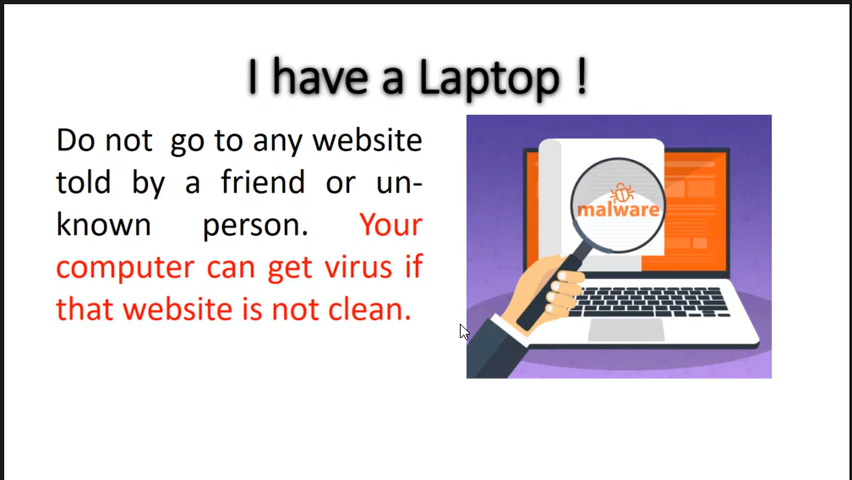 I have a Laptop !
Do not go to any website
told by a friend or un-
known person. Your
computer can get virus if
that website is not clean.
malware